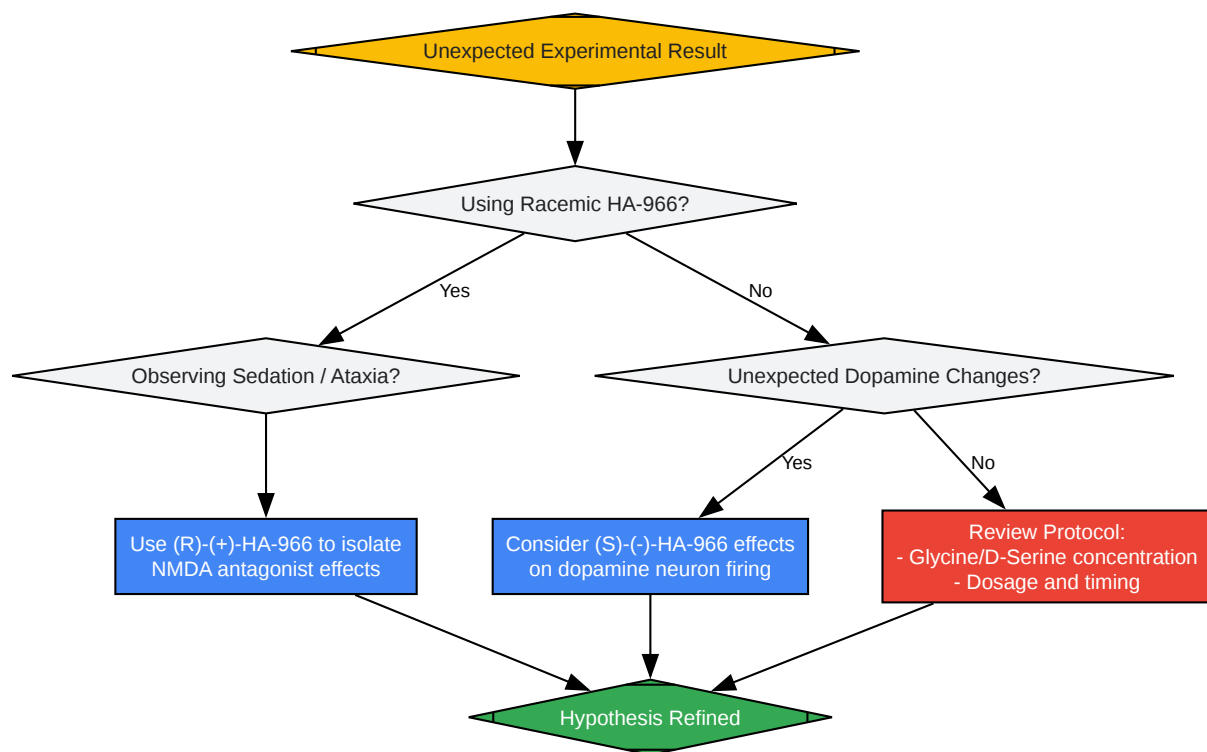 Unexpected Experimental Result
Using Racemic HA-966?
Yes
No
Observing Sedation / Ataxia?
Unexpected Dopamine Changes?
Yes
No
Use (R)-(+)-HA-966 to isolate
NMDA antagonist effects
Consider (S)-(-)-HA-966 effects
on dopamine neuron firing
Review Protocol:
- Glycine/D-Serine concentration
- Dosage and timing
Hypothesis Refined